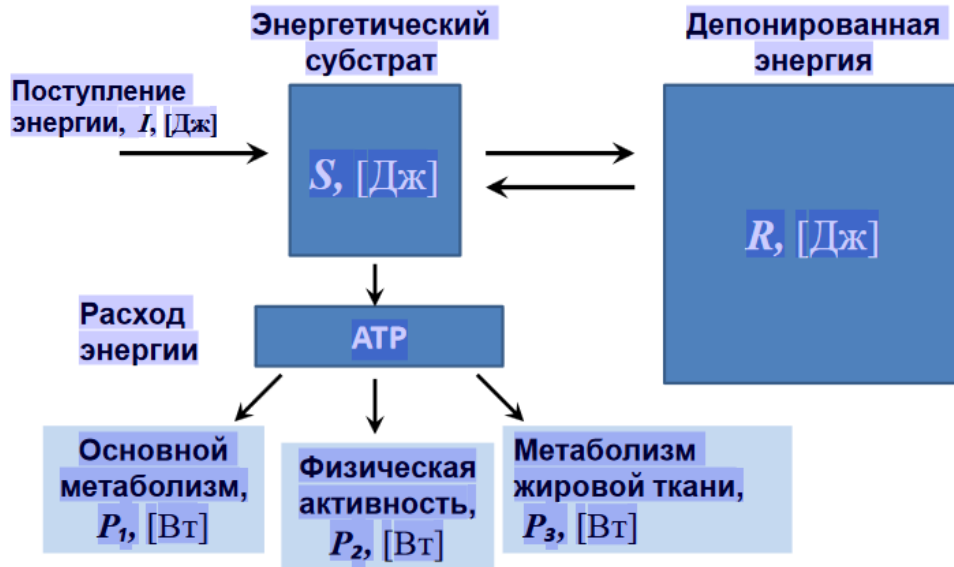 Энергетический
субстрат
Депонированная
энергия
Поступление
энергии, I, [Дж]
S, [Дж]
R, [Дж]
Расход
энергии
ATP
Основной
метаболизм,
P₁, [Вт]
Физическая
активность,
P₂, [Вт]
Метаболизм
жировой ткани,
P₃, [Вт]